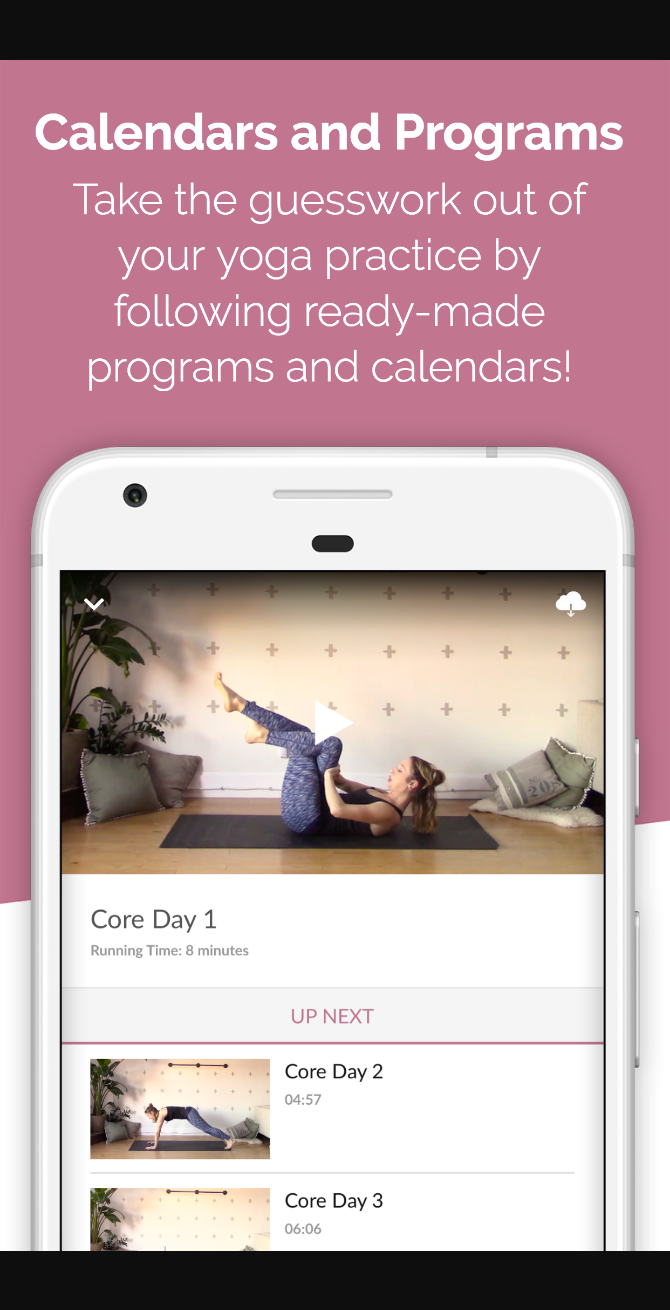 Calendars and Programs
Take the guesswork out of
your yoga practice by
following ready-made
programs and calendars!
Core Day 1
Running Time: 8 minutes
UP NEXT
Core Day 2
04:57
Core Day 3
06:06